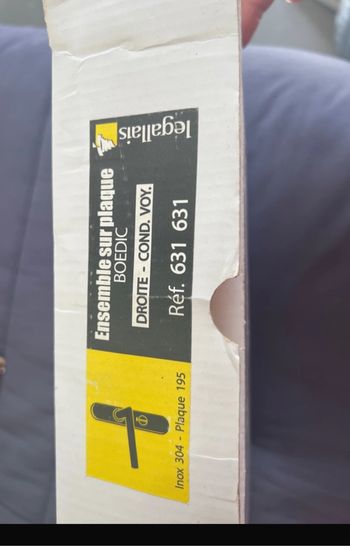 legallais
Ensemble sur plaque
BOEDIC
DROITE - COND. VOY.
Réf. 631 631
Inox 304 - Plaque 195